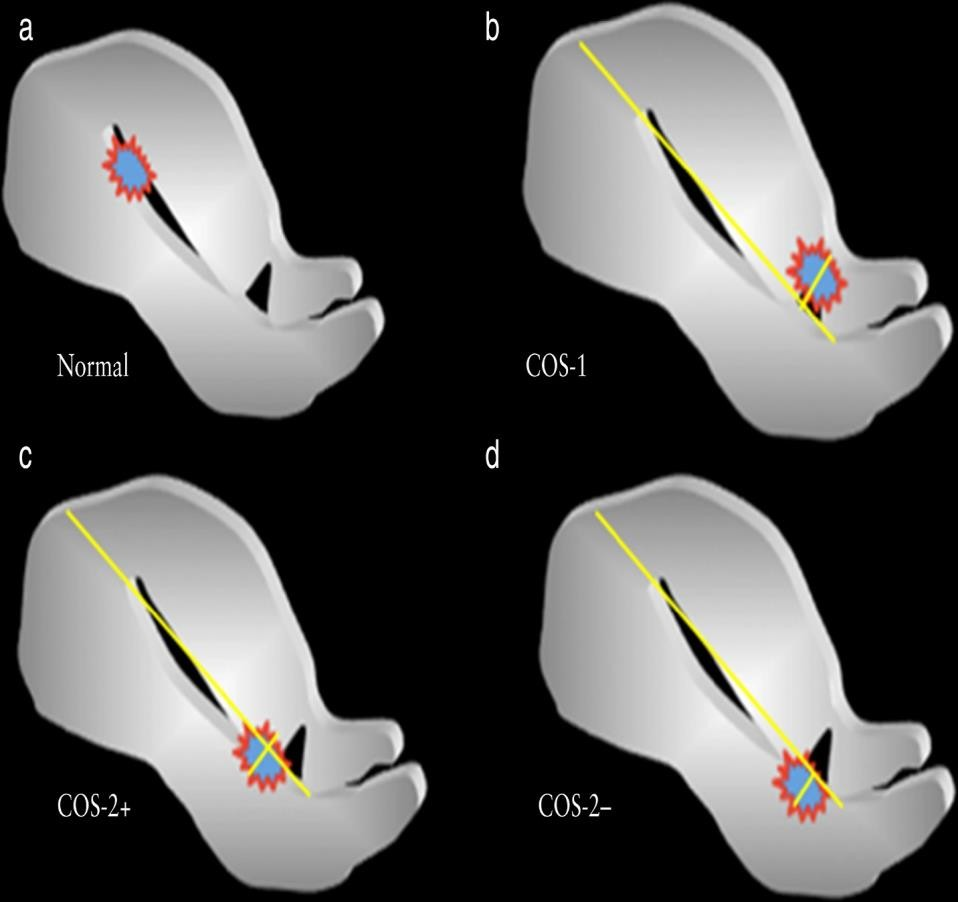 a
b
Normal
COS-1
c
d
COS-2+
COS-2–